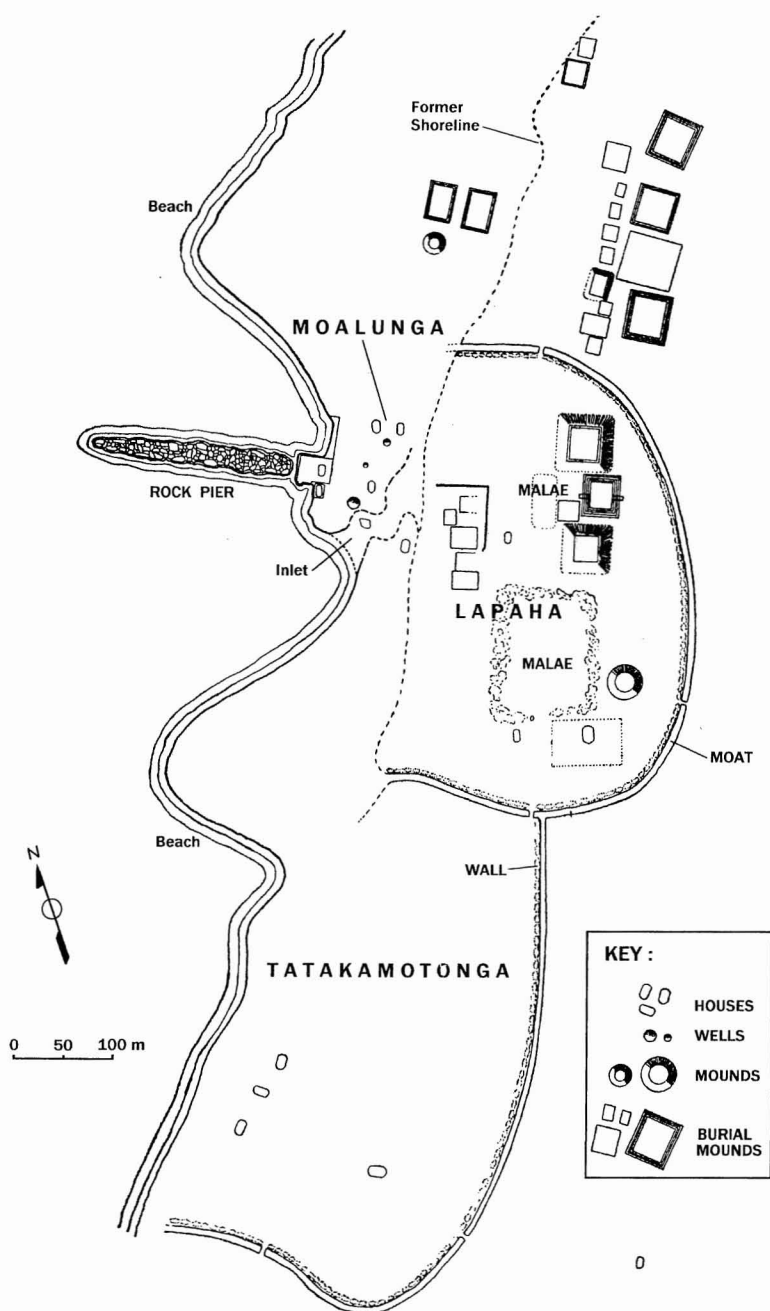 Former
Shoreline
Beach
MOALUNGA
ROCK PIER
MALAE
Inlet
LAPAHA
MALAE
MOAT
Beach
WALL
N
TATAKAMOTONGA
0 50 100 m
KEY :
HOUSES
WELLS
MOUNDS
BURIAL
MOUNDS